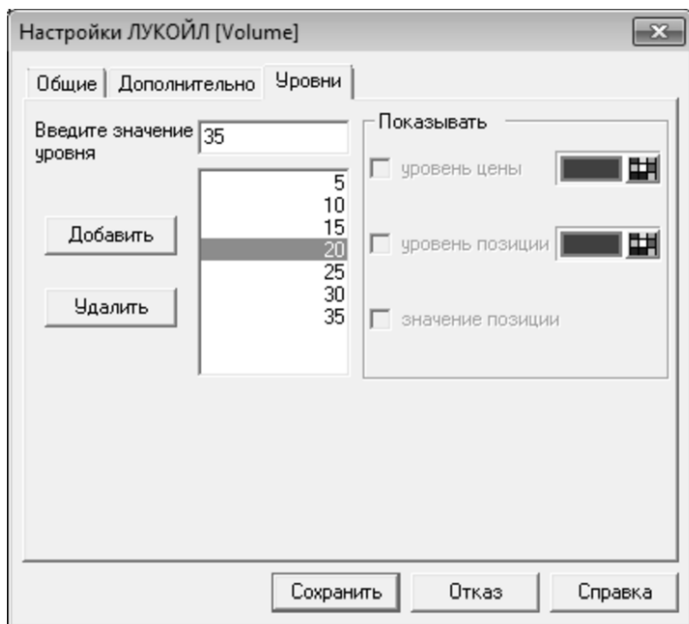 Настройки ЛУКОЙЛ [Volume]
Общие Дополнительно Уровни
Введите значение уровня
35
5
10
15
20
25
30
35
Добавить
Удалить
Показывать
уровень цены
уровень позиции
значение позиции
Сохранить Отказ Справка